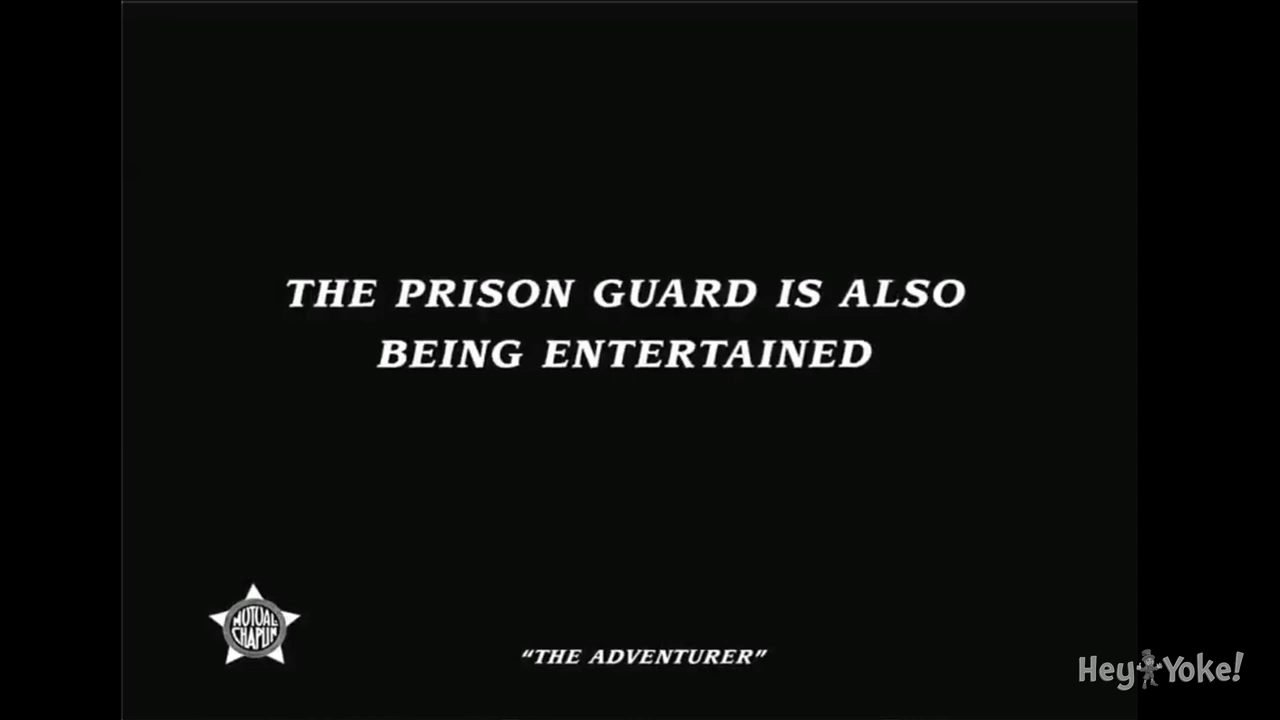 THE PRISON GUARD IS ALSO
BEING ENTERTAINED
MUTUAL
CHAPLIN
"THE ADVENTURER"
Hey Yoke!